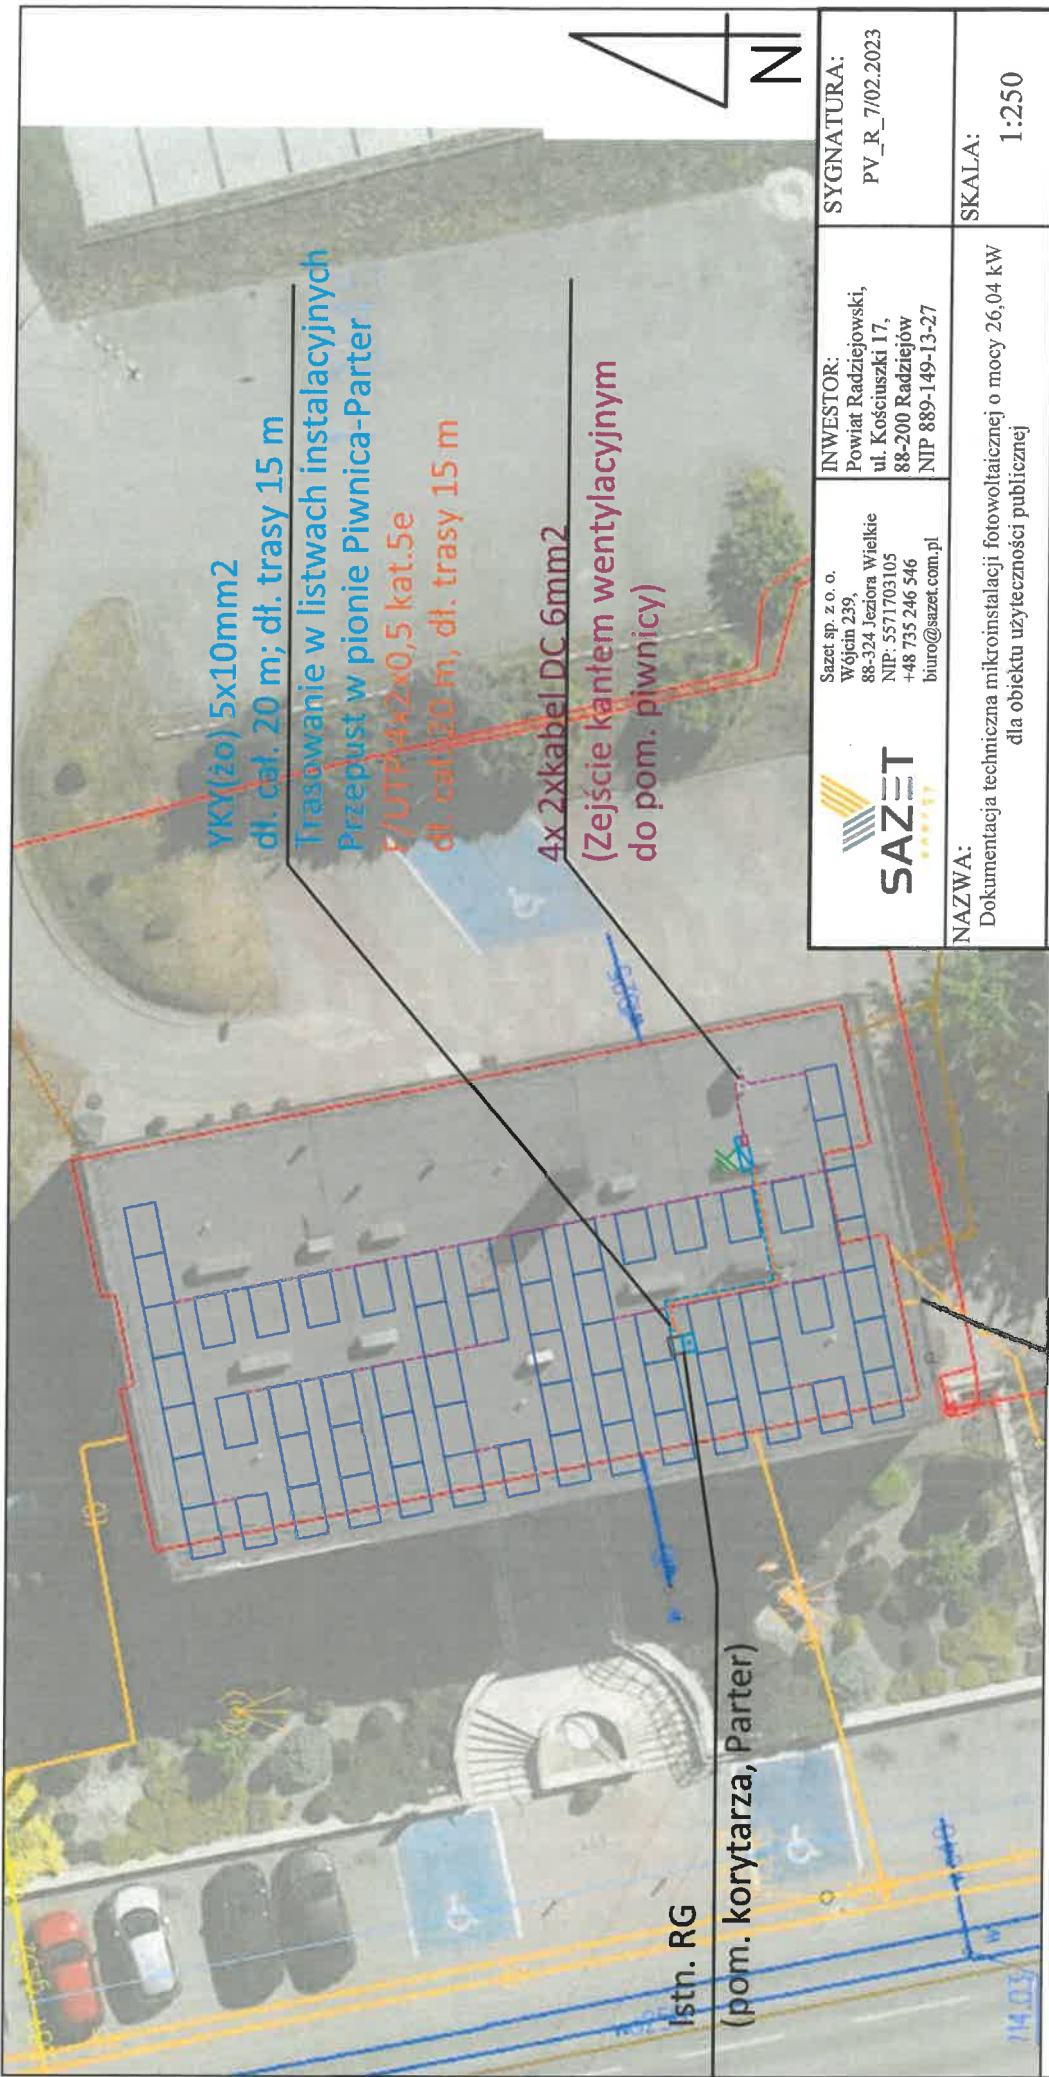 YKY(żo) 5x10mm2
dł. cał. 20 m; dł. trasy 15 m
Trasowanie w listwach instalacyjnych
Przepust w pionie Piwnica-Parter
F/UTP 4x2x0,5 kat.5e
dł. cał. 20 m, dł. trasy 15 m
4x 2xkabel DC 6mm2
(Zejście kanłem wentylacyjnym
do pom. piwnicy)
Istn. RG
(pom. korytarza, Parter)
N
714.03
SAZET
Sazet sp. z o. o.
Wójcin 239,
88-324 Jeziora Wielkie
NIP: 5571703105
+48 735 246 546
biuro@sazet.com.pl
INWESTOR:
Powiat Radziejowski,
ul. Kościuszki 17,
88-200 Radziejów
NIP 889-149-13-27
SYGNATURA:
PV_R_7/02.2023
NAZWA:
Dokumentacja techniczna mikroinstalacji fotowoltaicznej o mocy 26,04 kW
dla obiektu użyteczności publicznej
SKALA:
1:250